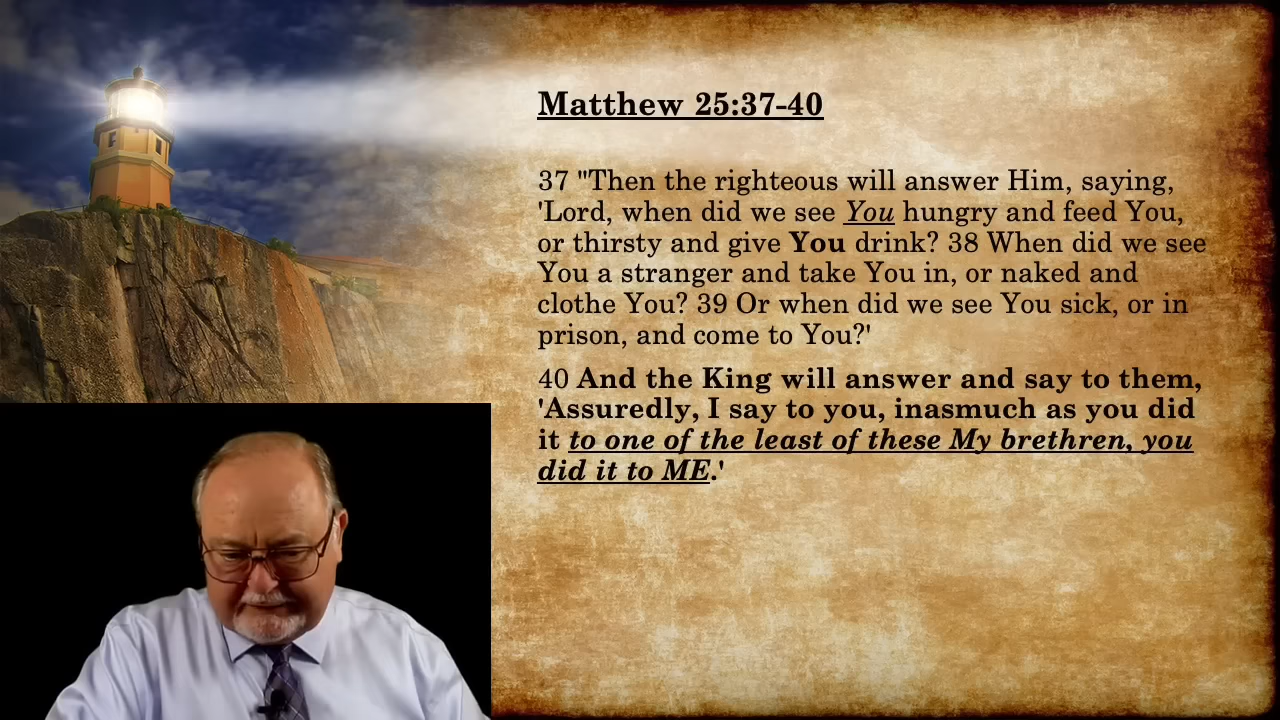 Matthew 25:37-40
37 "Then the righteous will answer Him, saying,
'Lord, when did we see You hungry and feed You,
or thirsty and give You drink? 38 When did we see
You a stranger and take You in, or naked and
clothe You? 39 Or when did we see You sick, or in
prison, and come to You?'
40 And the King will answer and say to them,
'Assuredly, I say to you, inasmuch as you did
it to one of the least of these My brethren, you
did it to ME.'